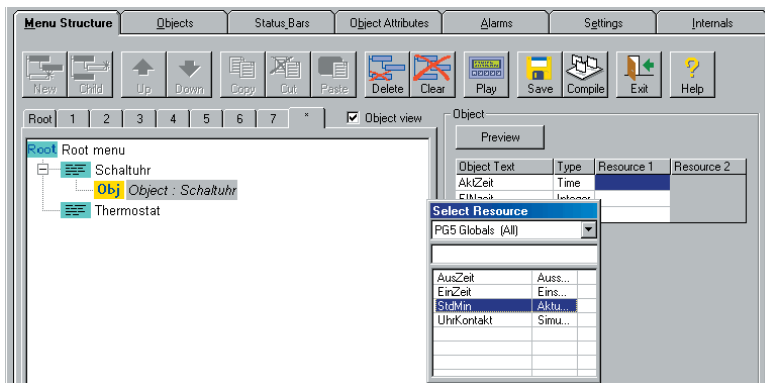 Menu Structure Objects Status_Bars Object Attributes Alarms Settings Internals
New Child Up Down Copy Cut Paste Delete Clear Play Save Compile Exit Help
Root 1 2 3 4 5 6 7 * Object view
Object
Preview
Root Root menu
Schaltuhr
Obj Object : Schaltuhr
Thermostat
Object Text Type Resource 1 Resource 2
AktZeit Time
EINzeit Integer
Select Resource
PG5 Globals (All)
AusZeit Auss...
EinZeit Eins...
StdMin Aktu...
UhrKontakt Simu...